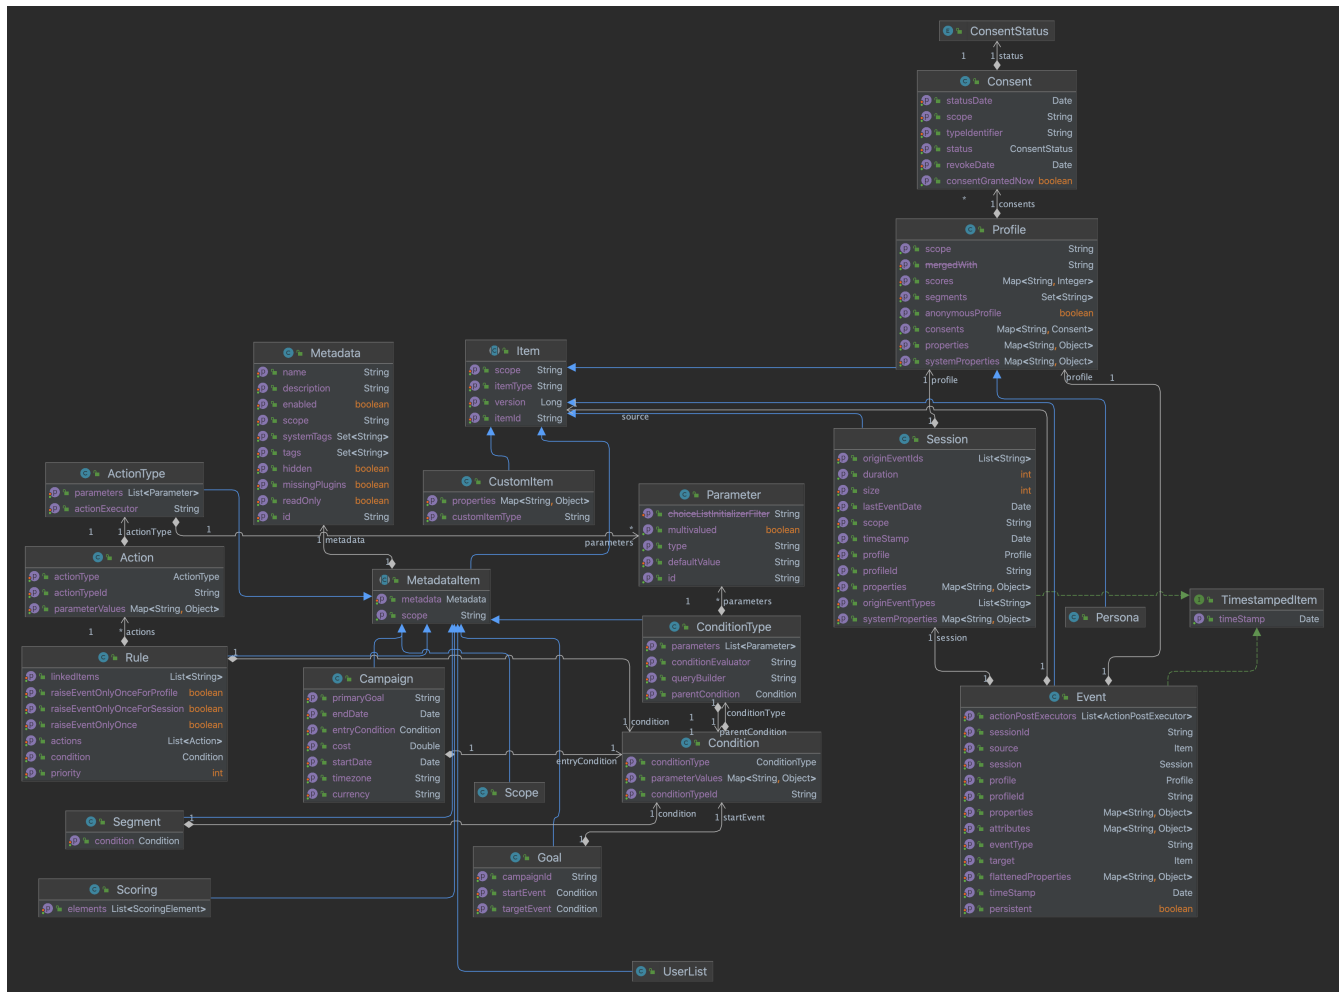 ConsentStatus
1 1 status
Consent
statusDate Date
scope String
typeIdentifier String
status ConsentStatus
revokeDate Date
consentGrantedNow boolean
* 1 consents
Profile
scope String
mergedWith String
scores Map<String, Integer>
segments Set<String>
anonymousProfile boolean
consents Map<String, Consent>
properties Map<String, Object>
systemProperties Map<String, Object>
1 profile
profile 1
Metadata
name String
description String
enabled boolean
scope String
systemTags Set<String>
tags Set<String>
hidden boolean
missingPlugins boolean
readOnly boolean
id String
1 metadata
1
Item
scope String
itemType String
version Long
itemId String
source
CustomItem
properties Map<String, Object>
customItemType String
Session
originEventIds List<String>
duration int
size int
lastEventDate Date
scope String
timeStamp Date
profile Profile
profileId String
properties Map<String, Object>
originEventTypes List<String>
systemProperties Map<String, Object>
1
1 session
ActionType
parameters List<Parameter>
actionExecutor String
1 1 actionType
1
* parameters
Parameter
choiceListInitializerFilter String
multivalued boolean
type String
defaultValue String
id String
1 * parameters
Action
actionType ActionType
actionTypeId String
parameterValues Map<String, Object>
1 * actions
MetadataItem
metadata Metadata
scope String
TimestampedItem
timeStamp Date
Persona
ConditionType
parameters List<Parameter>
conditionEvaluator String
queryBuilder String
parentCondition Condition
1
conditionType
1 1
parentCondition
Rule
linkedItems List<String>
raiseEventOnlyOnceForProfile boolean
raiseEventOnlyOnceForSession boolean
raiseEventOnlyOnce boolean
actions List<Action>
condition Condition
priority int
1
1 condition
Campaign
primaryGoal String
endDate Date
entryCondition Condition
cost Double
startDate Date
timezone String
currency String
1
1
entryCondition
Condition
conditionType ConditionType
parameterValues Map<String, Object>
conditionTypeId String
1 condition
1 startEvent
Event
actionPostExecutors List<ActionPostExecutor>
sessionId String
source Item
session Session
profile Profile
profileId String
properties Map<String, Object>
attributes Map<String, Object>
eventType String
target Item
flattenedProperties Map<String, Object>
timeStamp Date
persistent boolean
1
1
1
Scope
Segment
condition Condition
1
Goal
campaignId String
startEvent Condition
targetEvent Condition
1
Scoring
elements List<ScoringElement>
UserList